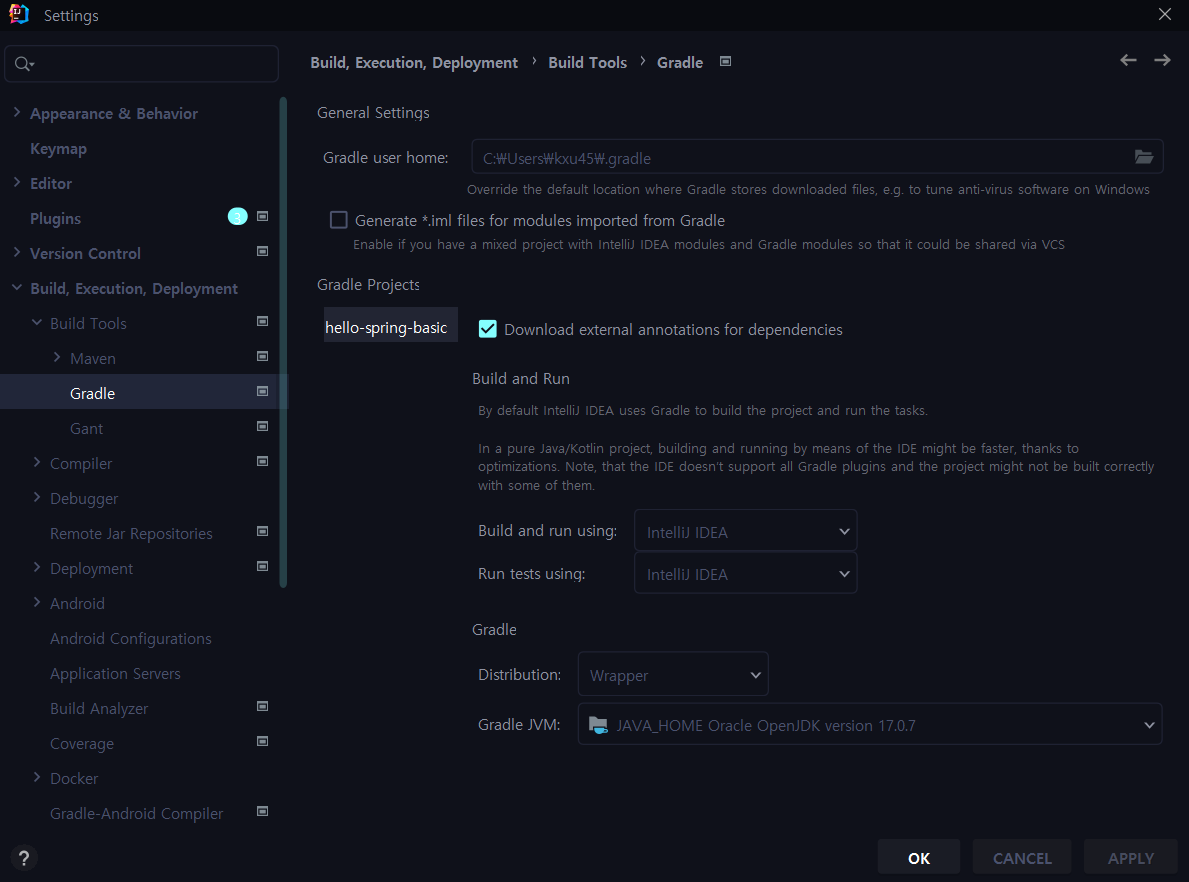 Settings
Build, Execution, Deployment › Build Tools › Gradle
Appearance & Behavior
Keymap
Editor
Plugins
Version Control
Build, Execution, Deployment
Build Tools
Maven
Gradle
Gant
Compiler
Debugger
Remote Jar Repositories
Deployment
Android
Android Configurations
Application Servers
Build Analyzer
Coverage
Docker
Gradle-Android Compiler
General Settings
Gradle user home: C:₩Users₩kxu45₩.gradle
Override the default location where Gradle stores downloaded files, e.g. to tune anti-virus software on Windows
Generate *.iml files for modules imported from Gradle
Enable if you have a mixed project with IntelliJ IDEA modules and Gradle modules so that it could be shared via VCS
Gradle Projects
hello-spring-basic
Download external annotations for dependencies
Build and Run
By default IntelliJ IDEA uses Gradle to build the project and run the tasks.
In a pure Java/Kotlin project, building and running by means of the IDE might be faster, thanks to
optimizations. Note, that the IDE doesn't support all Gradle plugins and the project might not be built correctly
with some of them.
Build and run using: IntelliJ IDEA
Run tests using: IntelliJ IDEA
Gradle
Distribution: Wrapper
Gradle JVM: JAVA_HOME Oracle OpenJDK version 17.0.7
?
OK CANCEL APPLY